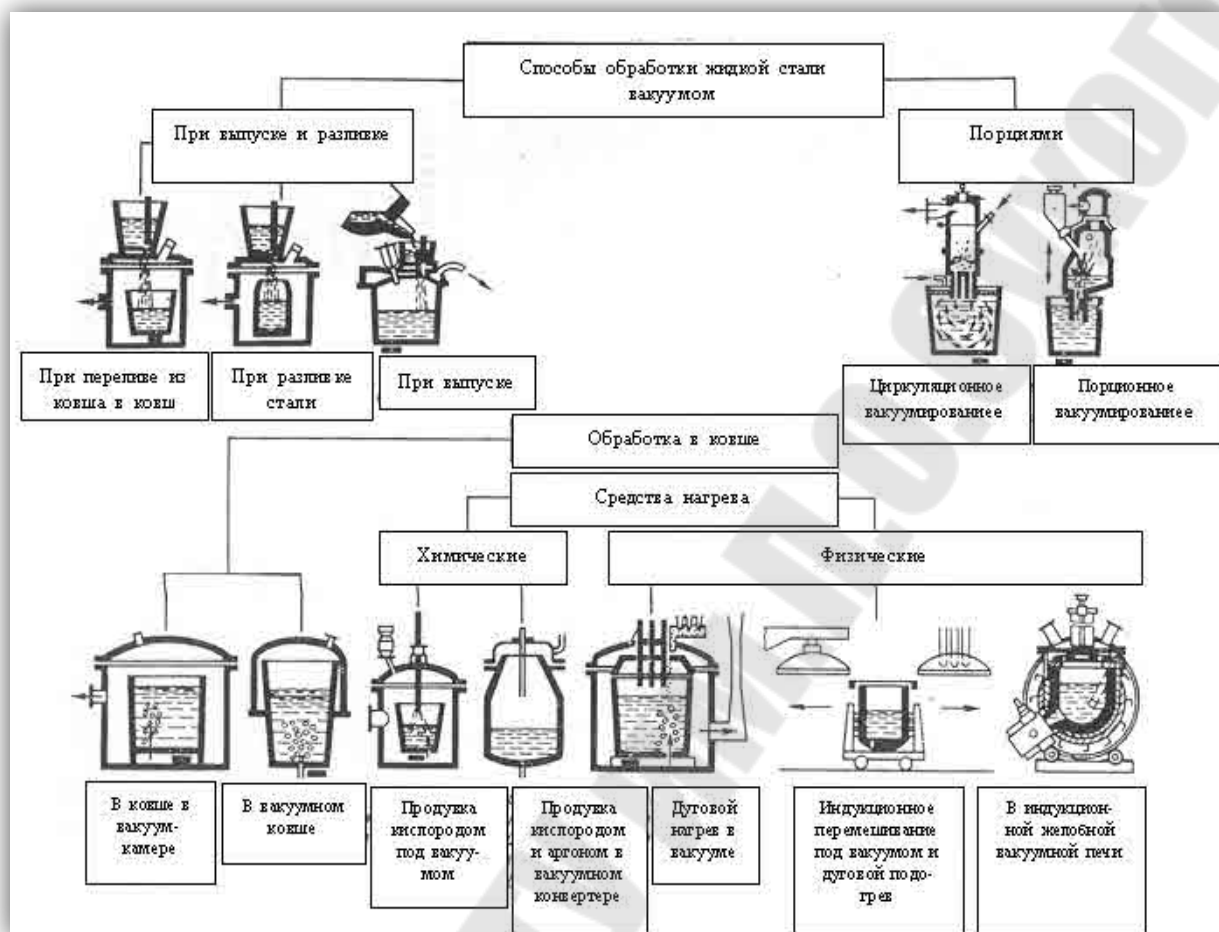 Способы обработки жидкой стали
вакуумом
При выпуске и разливке
Порциями
При переливе из
ковша в ковш
При разливке
стали
При выпуске
Циркуляционное
вакуумированиее
Порционное
вакуумированиее
Обработка в ковше
Средства нагрева
Химические
Физические
В ковше в
вакуум-
камере
В вакуумном
ковше
Продувка
кислородом
под вакуу-
мом
Продувка
кислородом
и аргоном в
вакуумном
конвертере
Дуговой
нагрев в
вакууме
Индукционное
перемешивание
под вакуумом и
дуговой подо-
грев
В индукцион-
ной желобной
вакуумной печи